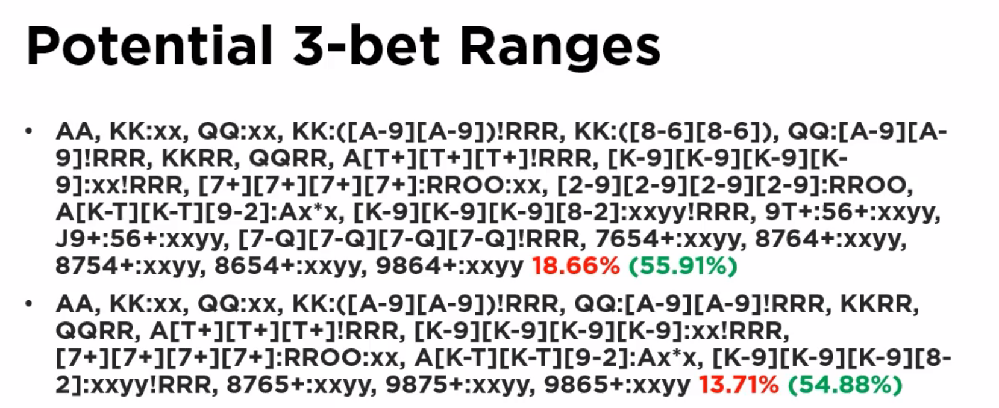 Potential 3-bet Ranges
• AA, KK:xx, QQ:xx, KK:([A-9][A-9])!RRR, KK:([8-6][8-6]), QQ:[A-9][A-
9]!RRR, KKRR, QQRR, A[T+][T+][T+]!RRR, [K-9][K-9][K-9][K-
9]:xx!RRR, [7+][7+][7+][7+]:RROO:xx, [2-9][2-9][2-9][2-9]:RROO,
A[K-T][K-T][9-2]:Ax*x, [K-9][K-9][K-9][8-2]:xxyy!RRR, 9T+:56+:xxyy,
J9+:56+:xxyy, [7-Q][7-Q][7-Q][7-Q]!RRR, 7654+:xxyy, 8764+:xxyy,
8754+:xxyy, 8654+:xxyy, 9864+:xxyy 18.66% (55.91%)
• AA, KK:xx, QQ:xx, KK:([A-9][A-9])!RRR, QQ:[A-9][A-9]!RRR, KKRR,
QQRR, A[T+][T+][T+]!RRR, [K-9][K-9][K-9][K-9]:xx!RRR,
[7+][7+][7+][7+]:RROO:xx, A[K-T][K-T][9-2]:Ax*x, [K-9][K-9][K-9][8-
2]:xxyy!RRR, 8765+:xxyy, 9875+:xxyy, 9865+:xxyy 13.71% (54.88%)